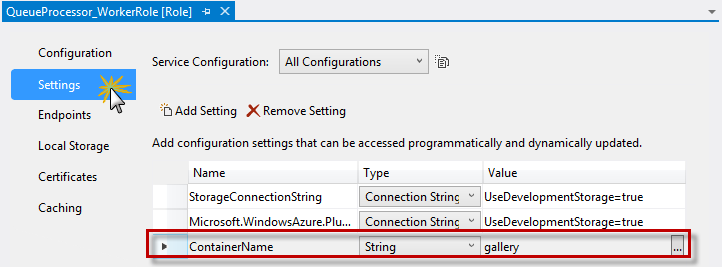 QueueProcessor_WorkerRole [Role]
Configuration
Settings
Endpoints
Local Storage
Certificates
Caching
Service Configuration: All Configurations
Add Setting Remove Setting
Add configuration settings that can be accessed programmatically and dynamically updated.
Name Type Value
StorageConnectionString Connection String UseDevelopmentStorage=true
Microsoft.WindowsAzure.Plu... Connection String UseDevelopmentStorage=true
ContainerName String gallery ...